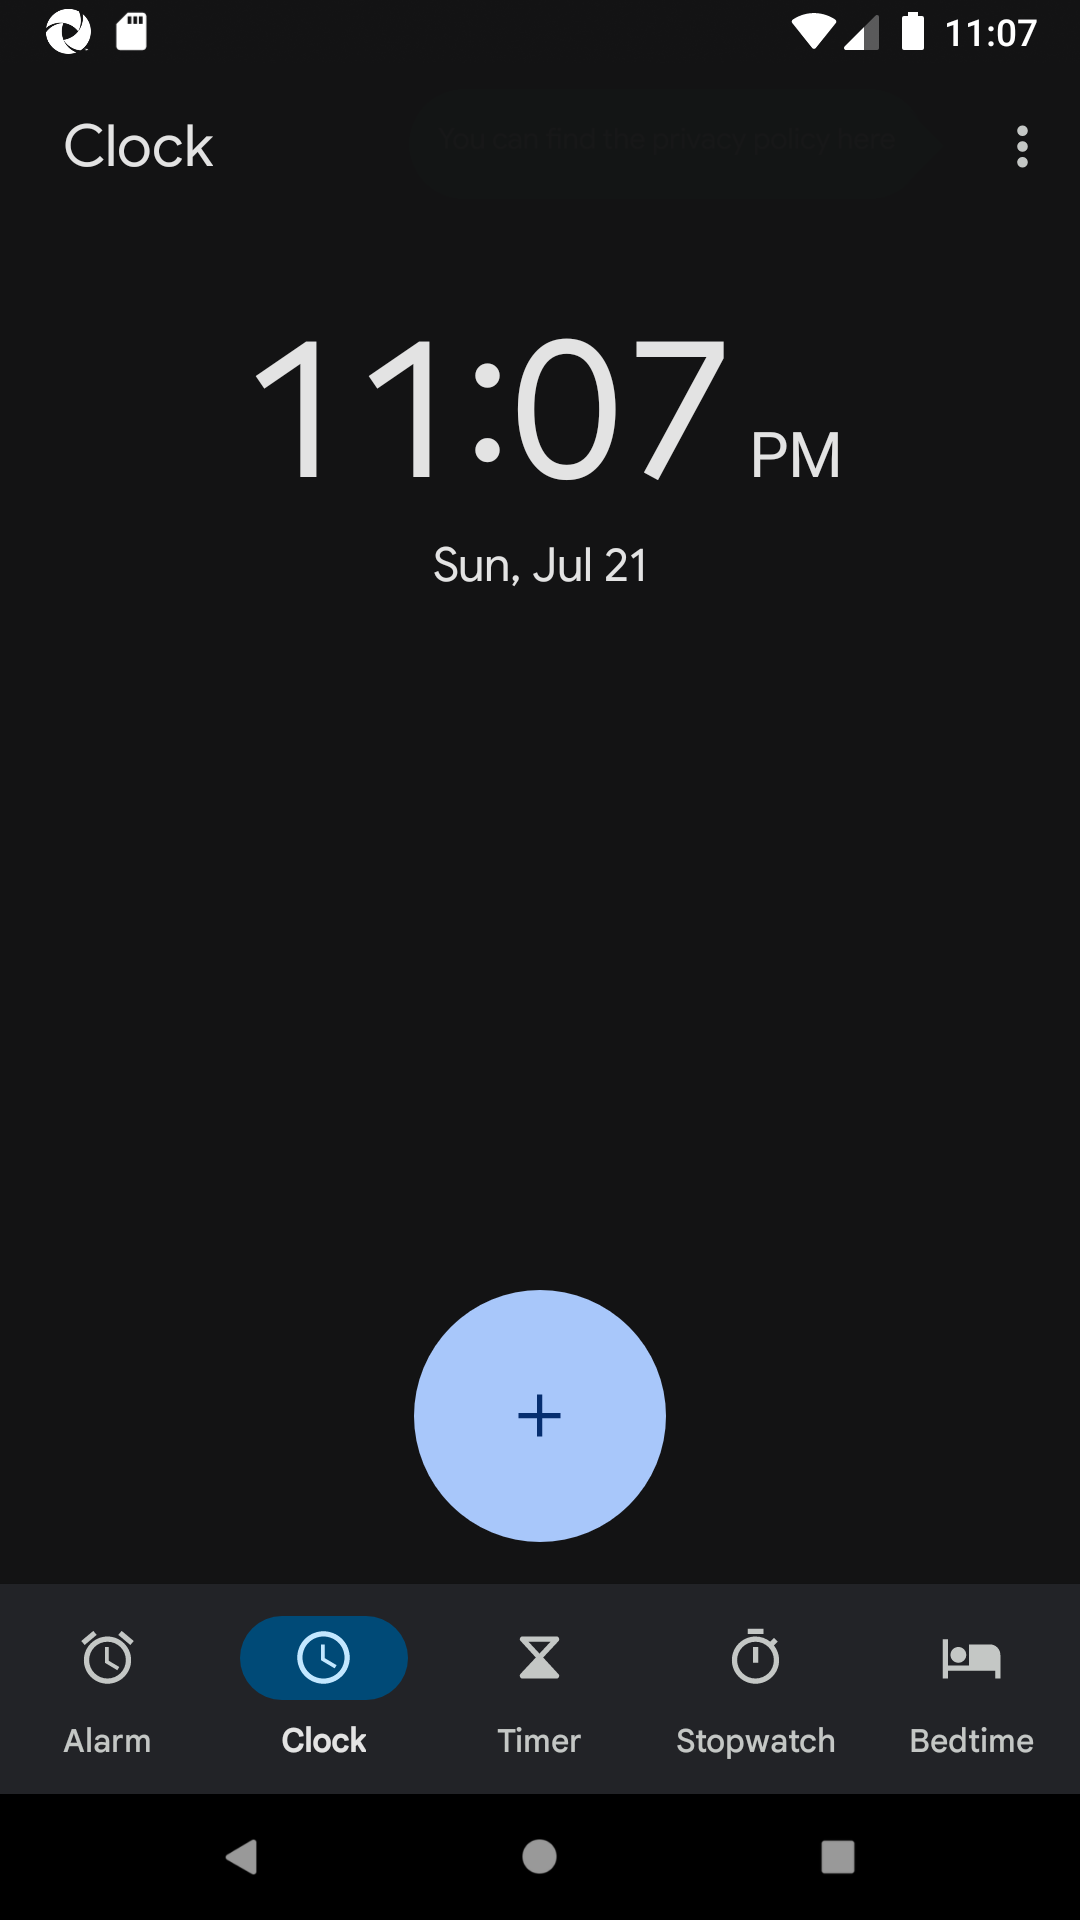 11:07
Clock
You can find the privacy policy here
11:07 PM
Sun, Jul 21
Alarm
Clock
Timer
Stopwatch
Bedtime